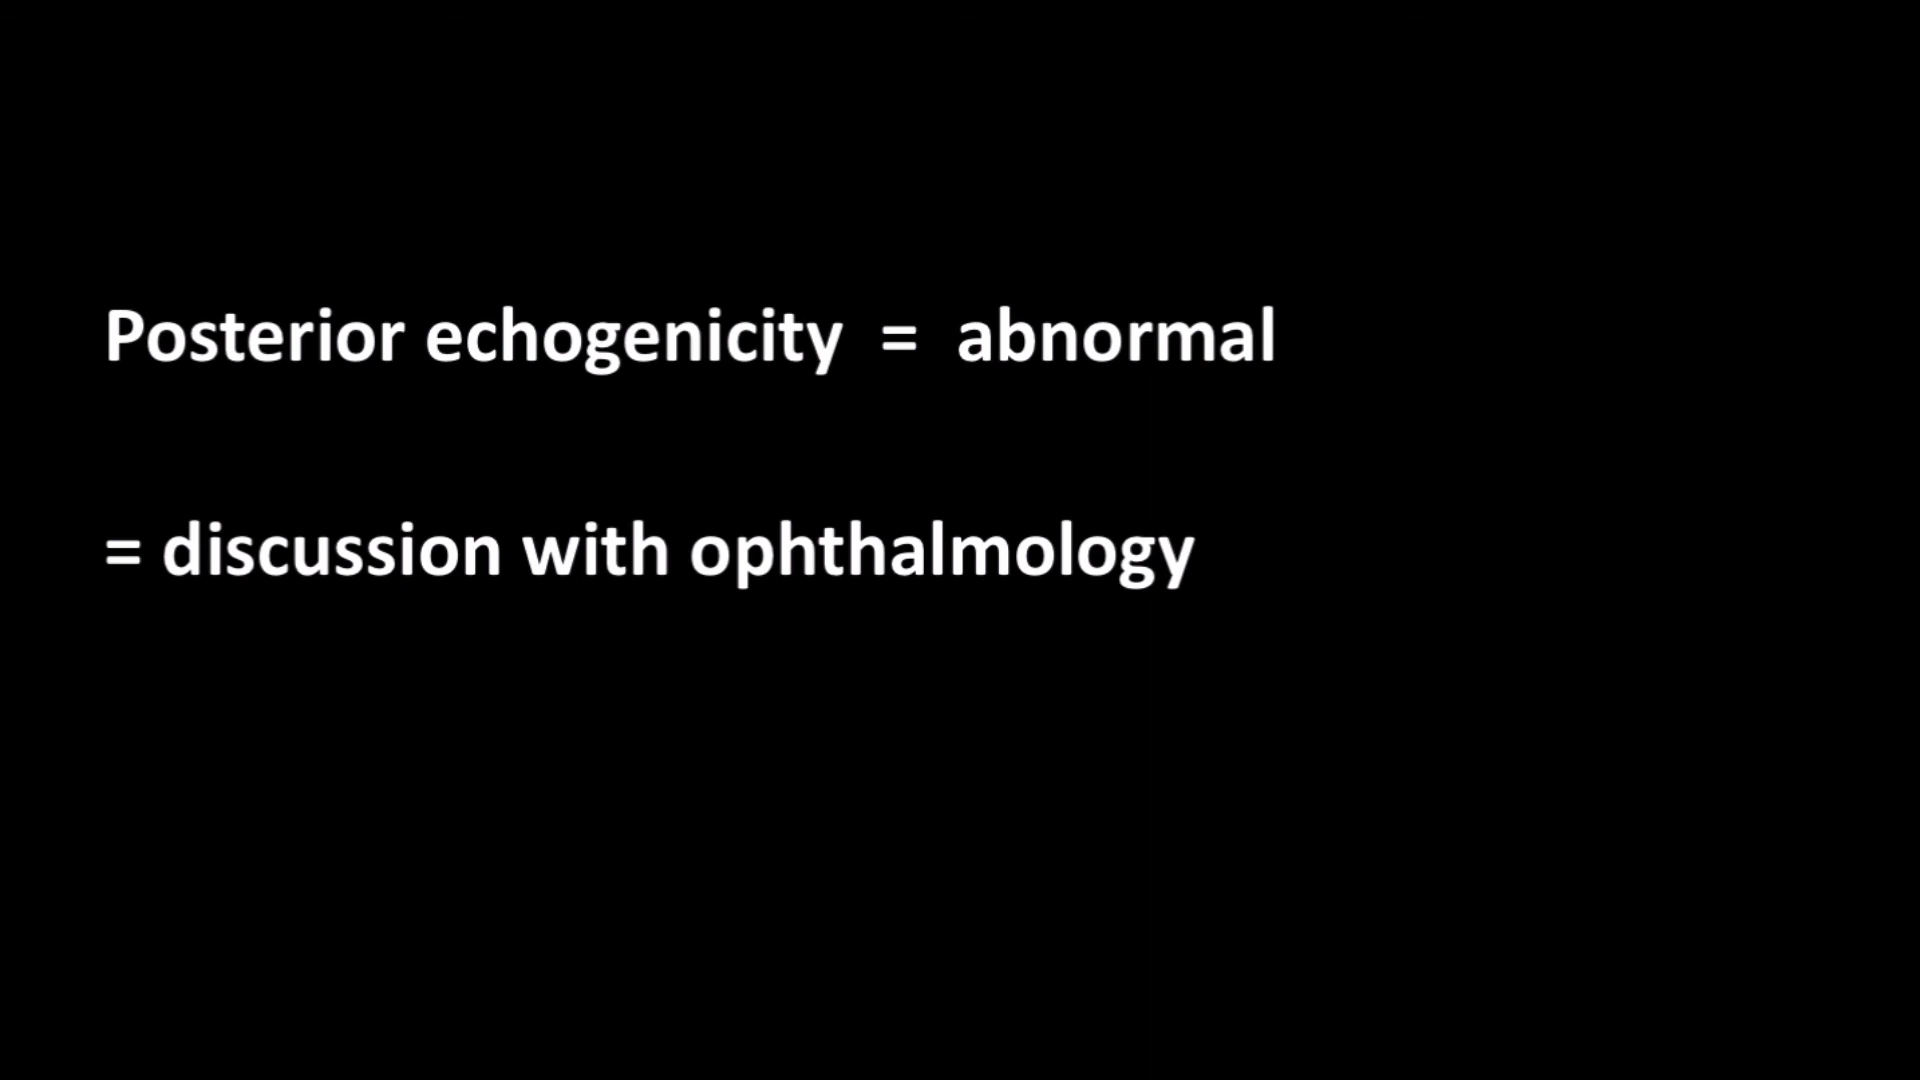 Posterior echogenicity = abnormal
= discussion with ophthalmology